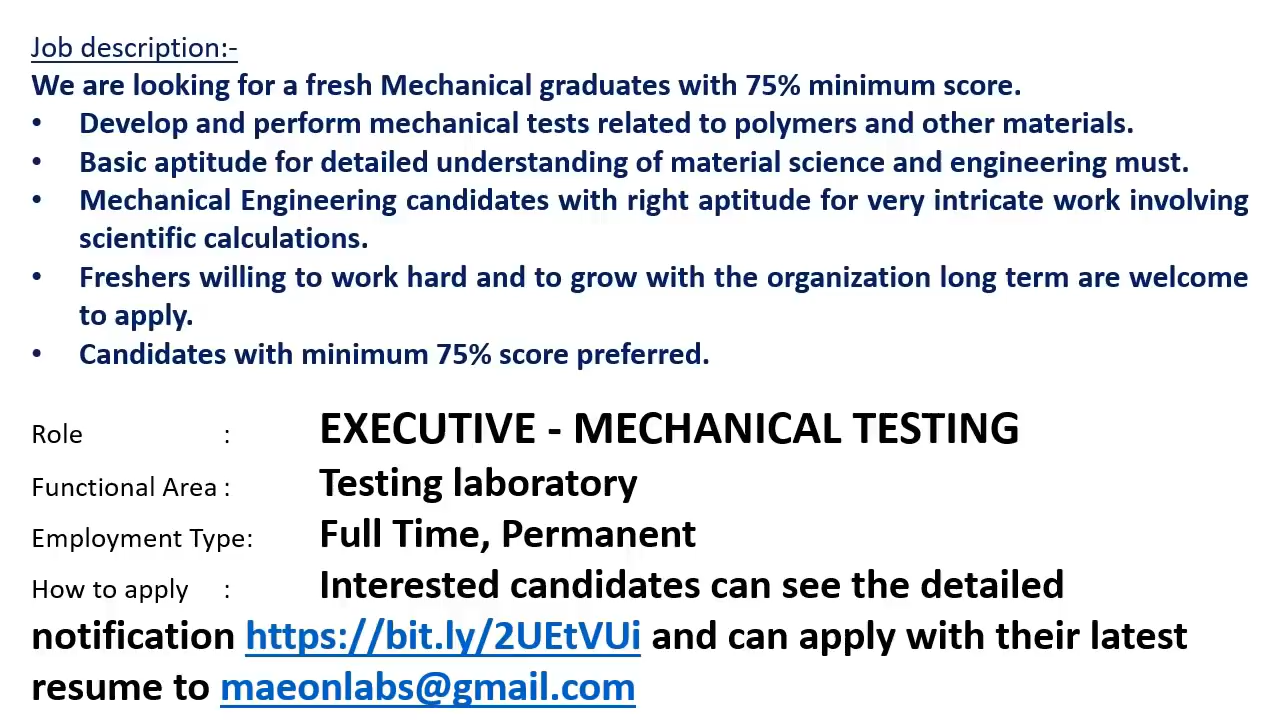 Job description:-
We are looking for a fresh Mechanical graduates with 75% minimum score.
• Develop and perform mechanical tests related to polymers and other materials.
• Basic aptitude for detailed understanding of material science and engineering must.
• Mechanical Engineering candidates with right aptitude for very intricate work involving
scientific calculations.
• Freshers willing to work hard and to grow with the organization long term are welcome
to apply.
• Candidates with minimum 75% score preferred.
Role : EXECUTIVE - MECHANICAL TESTING
Functional Area : Testing laboratory
Employment Type: Full Time, Permanent
How to apply : Interested candidates can see the detailed
notification https://bit.ly/2UEtVUi and can apply with their latest
resume to maeonlabs@gmail.com